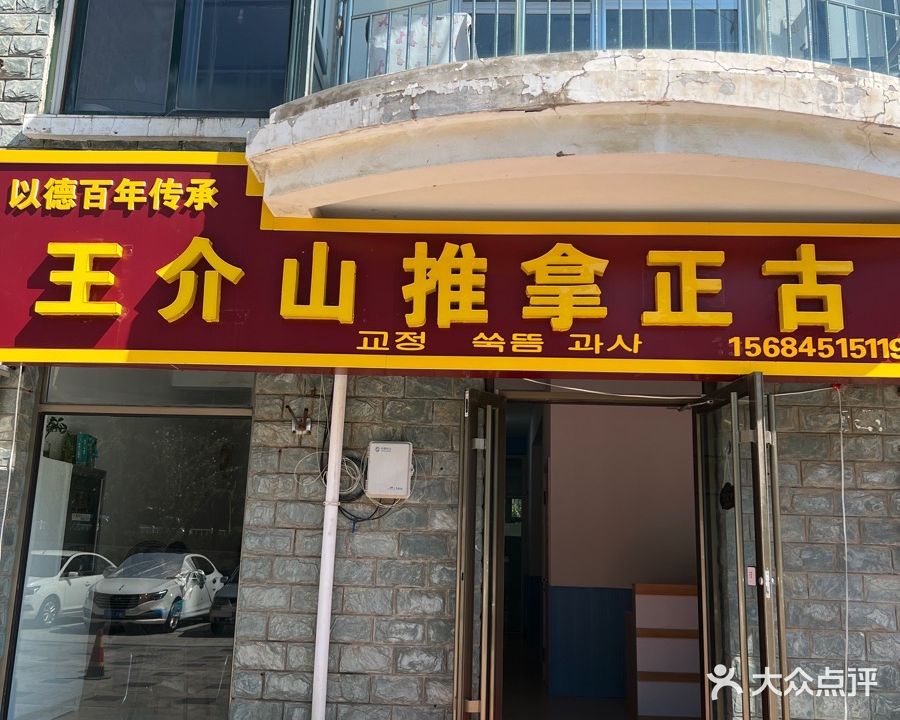 以德百年传承
王介山推拿正古
교정 쑥뜸 과사
15684515119
大众点评